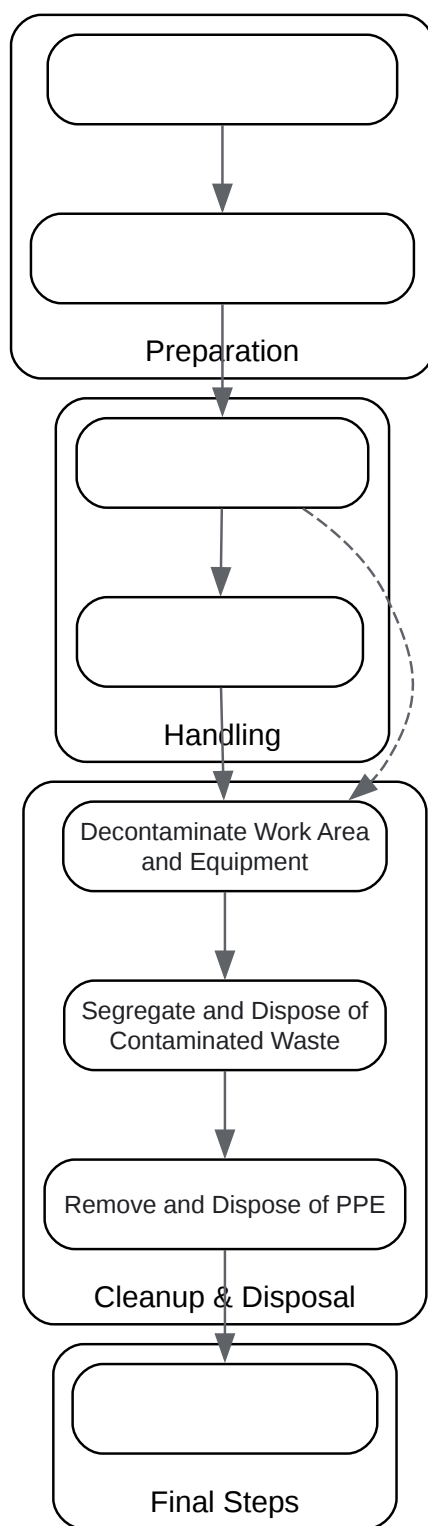 Preparation
Handling
Decontaminate Work Area
and Equipment
Segregate and Dispose of
Contaminated Waste
Remove and Dispose of PPE
Cleanup & Disposal
Final Steps